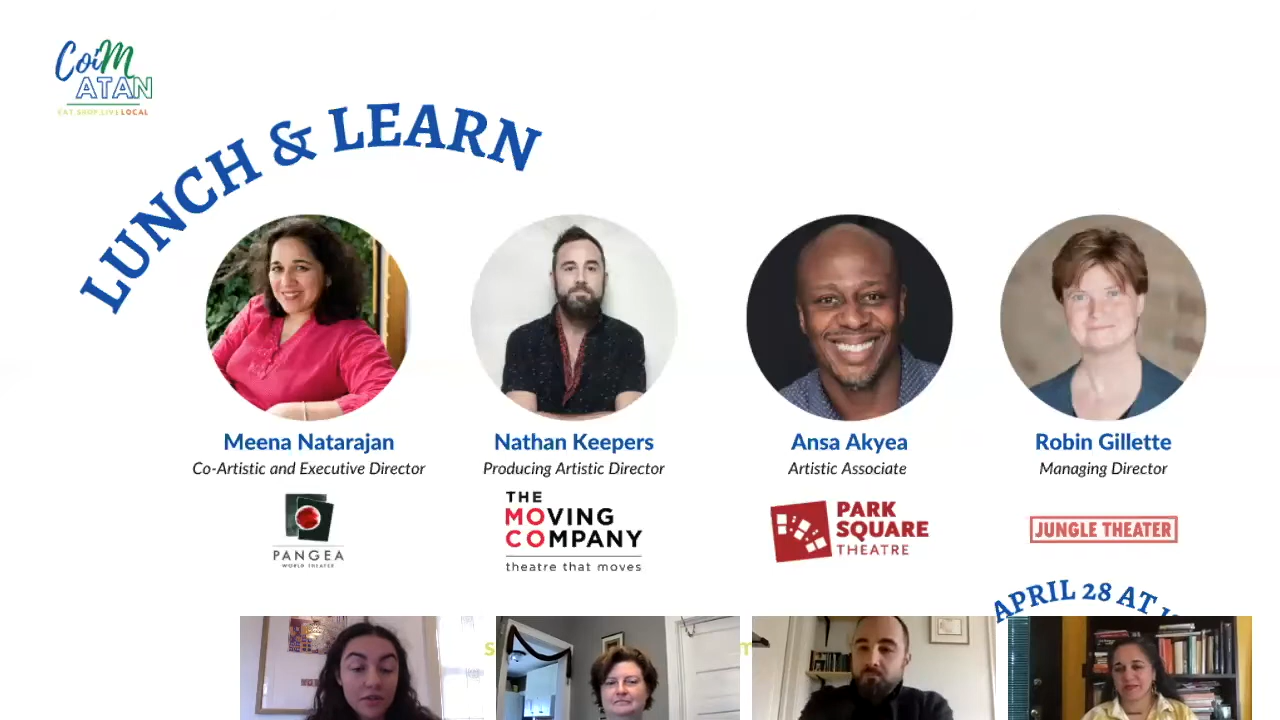 CoiM
ATAN
EAT.SHOP.LIVE LOCAL
LUNCH & LEARN
Meena Natarajan
Co-Artistic and Executive Director
PANGEA
WORLD THEATER
Nathan Keepers
Producing Artistic Director
THE
MOVING
COMPANY
theatre that moves
Ansa Akyea
Artistic Associate
PARK
SQUARE
THEATRE
Robin Gillette
Managing Director
JUNGLE THEATER
APRIL 28 AT